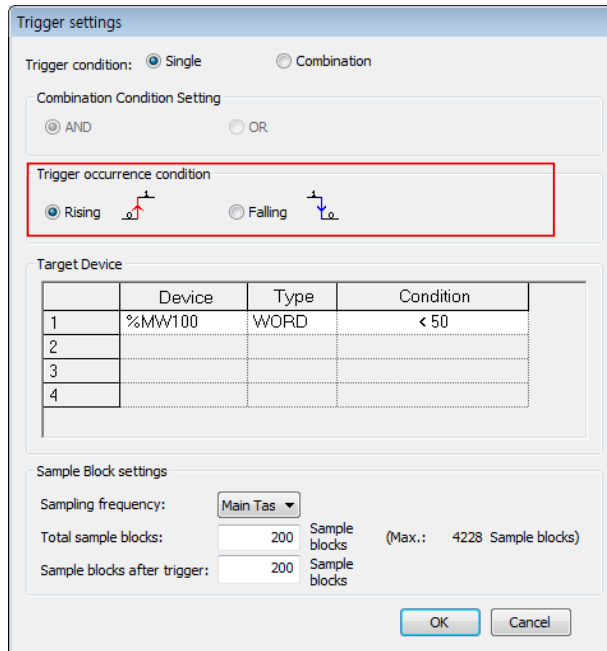 Trigger settings
Trigger condition: Single Combination
Combination Condition Setting
AND OR
Trigger occurrence condition
Rising 0 1 Falling 1 0
Target Device
Device Type Condition
1 %MW100 WORD < 50
2
3
4
Sample Block settings
Sampling frequency: Main Tas
Total sample blocks: 200 Sample blocks (Max.: 4228 Sample blocks)
Sample blocks after trigger: 200 Sample blocks
OK Cancel